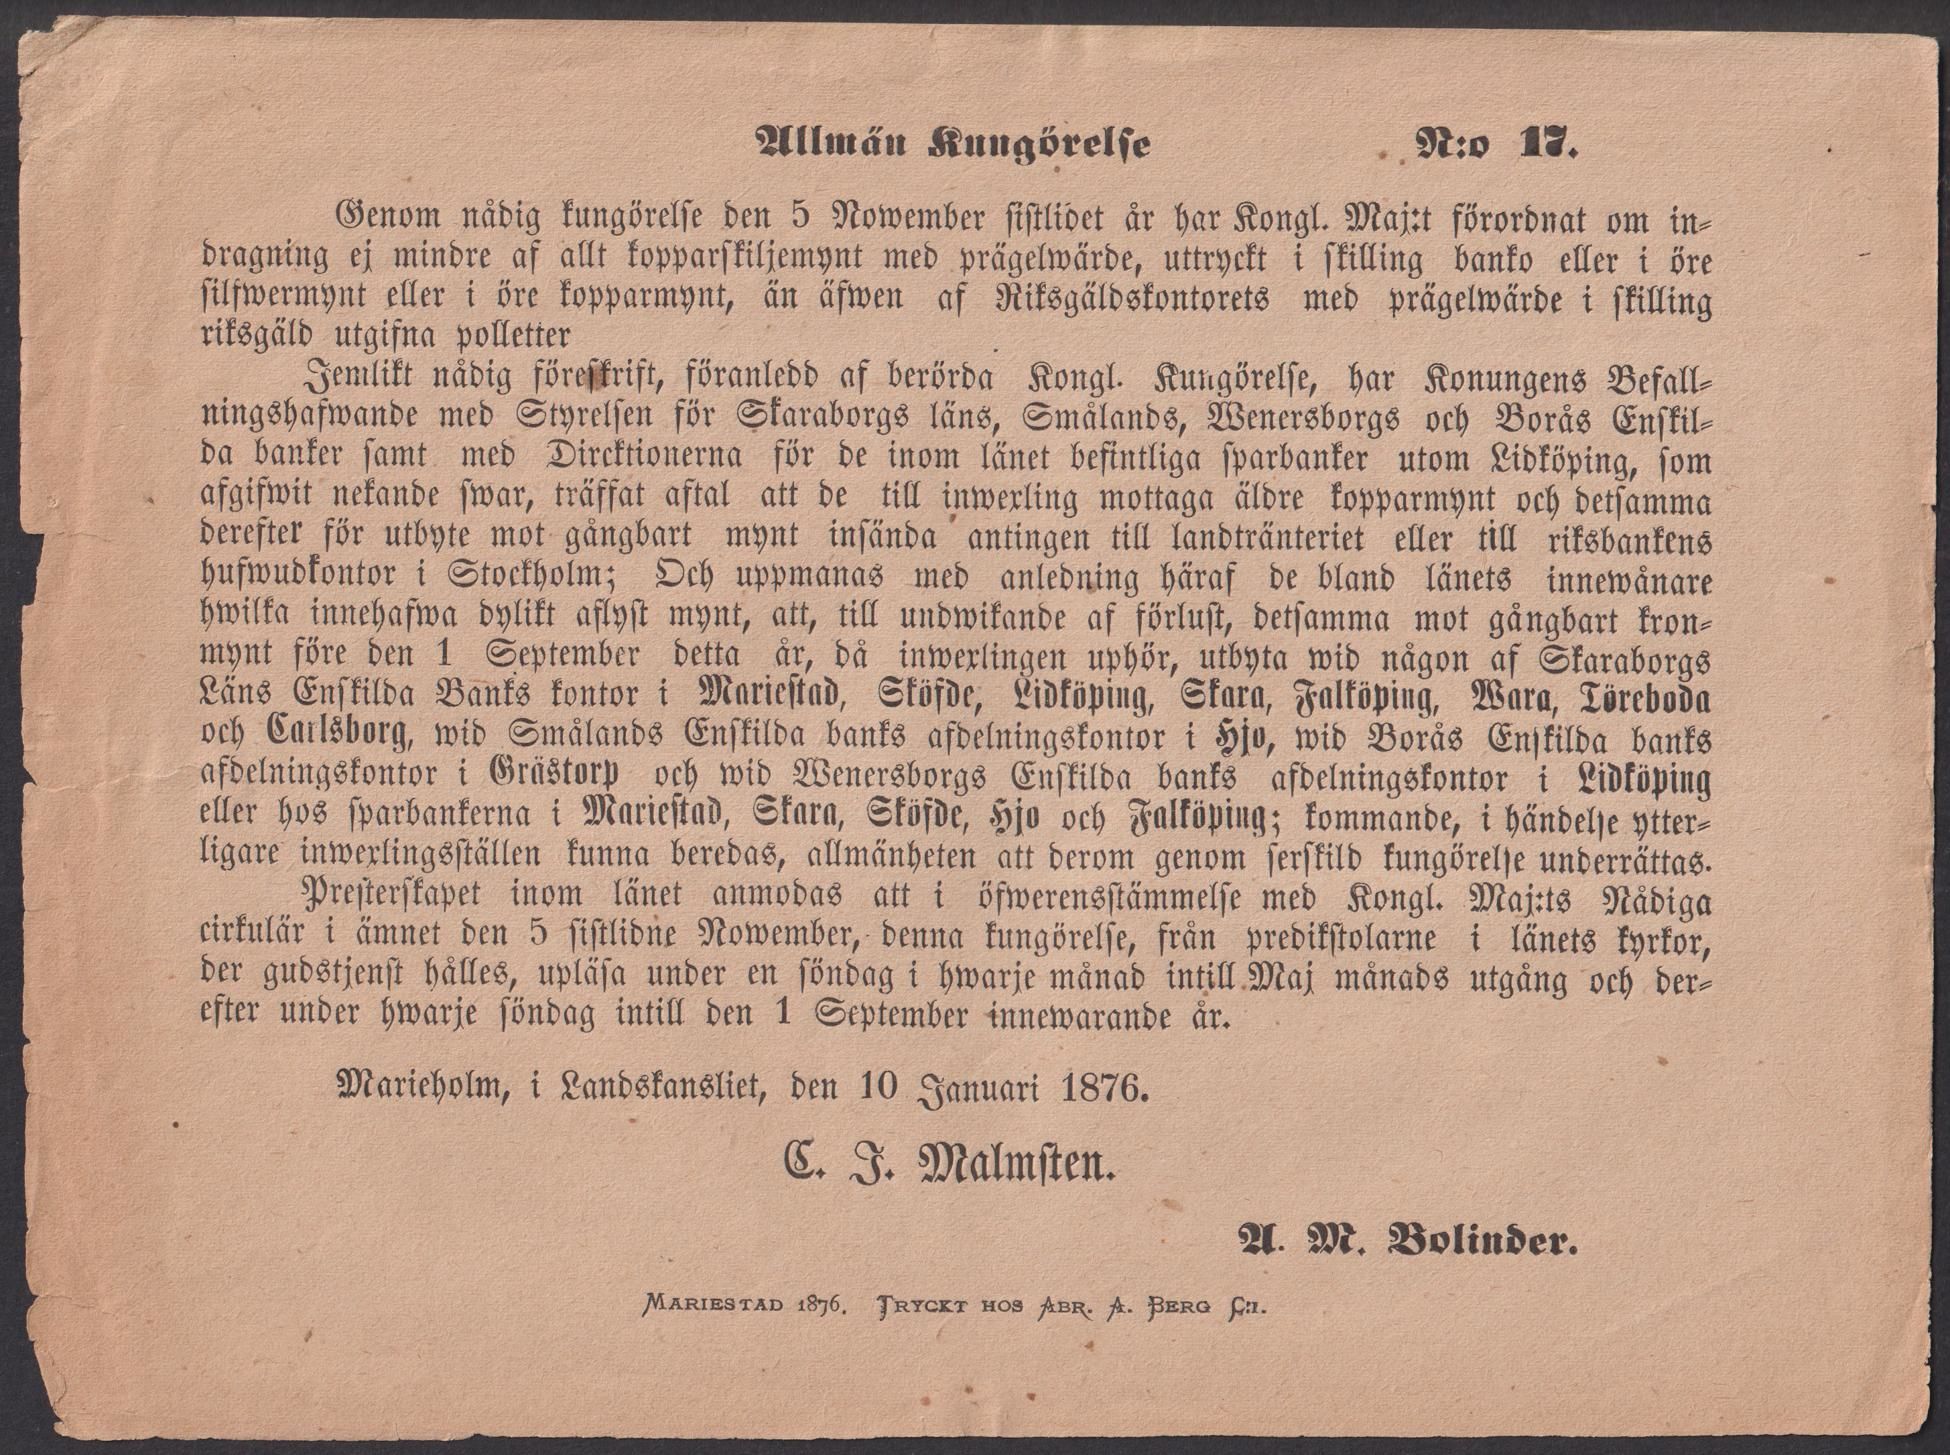 Allmän Kungörelse N:o 17.
Genom nådig kungörelse den 5 Nowember sistlidet år har Kongl. Maj:t förordnat om in-
dragning ej mindre af allt kopparskiljemynt med prägelwärde, uttryckt i skilling banko eller i öre
silfwermynt eller i öre kopparmynt, än äfwen af Riksgäldskontorets med prägelwärde i skilling
riksgäld utgifna polletter
Jemlikt nådig föreskrift, föranledd af berörda Kongl. Kungörelse, har Konungens Befall-
ningshafwande med Styrelsen för Skaraborgs läns, Smålands, Wenersborgs och Borås Enskil-
da banker samt med Dircktionerna för de inom länet befintliga sparbanker utom Lidköping, som
afgifwit nekande swar, träffat aftal att de till inwexling mottaga äldre kopparmynt och detsamma
derefter för utbyte mot gångbart mynt insända antingen till landtränteriet eller till riksbankens
hufwudkontor i Stockholm; Och uppmanas med anledning häraf de bland länets innewånare
hwilka innehafwa dylikt aflyst mynt, att, till undwikande af förlust, detsamma mot gångbart kron-
mynt före den 1 September detta år, då inwexlingen uphör, utbyta wid någon af Skaraborgs
Läns Enskilda Banks kontor i Mariestad, Sköfde, Lidköping, Skara, Falköping, Wara, Töreboda
och Carlsborg, wid Smålands Enskilda banks afdelningskontor i Hjo, wid Borås Enskilda banks
afdelningskontor i Grästorp och wid Wenersborgs Enskilda banks afdelningskontor i Lidköping
eller hos sparbankerna i Mariestad, Skara, Sköfde, Hjo och Falköping; kommande, i händelse ytter-
ligare inwexlingsställen kunna beredas, allmänheten att derom genom serskild kungörelse underrättas.
Presterskapet inom länet anmodas att i öfwerensstämmelse med Kongl. Maj:ts Nådiga
cirkulär i ämnet den 5 sistlidne Nowember, denna kungörelse, från predikstolarne i länets kyrkor,
der gudstjenst hålles, upläsa under en söndag i hwarje månad intill Maj månads utgång och der-
efter under hwarje söndag intill den 1 September innewarande år.
Marieholm, i Landskansliet, den 10 Januari 1876.
C. J. Malmsten.
A. M. Bolinder.
MARIESTAD 1876. TRYCKT HOS ABR. A. BERG C:I.